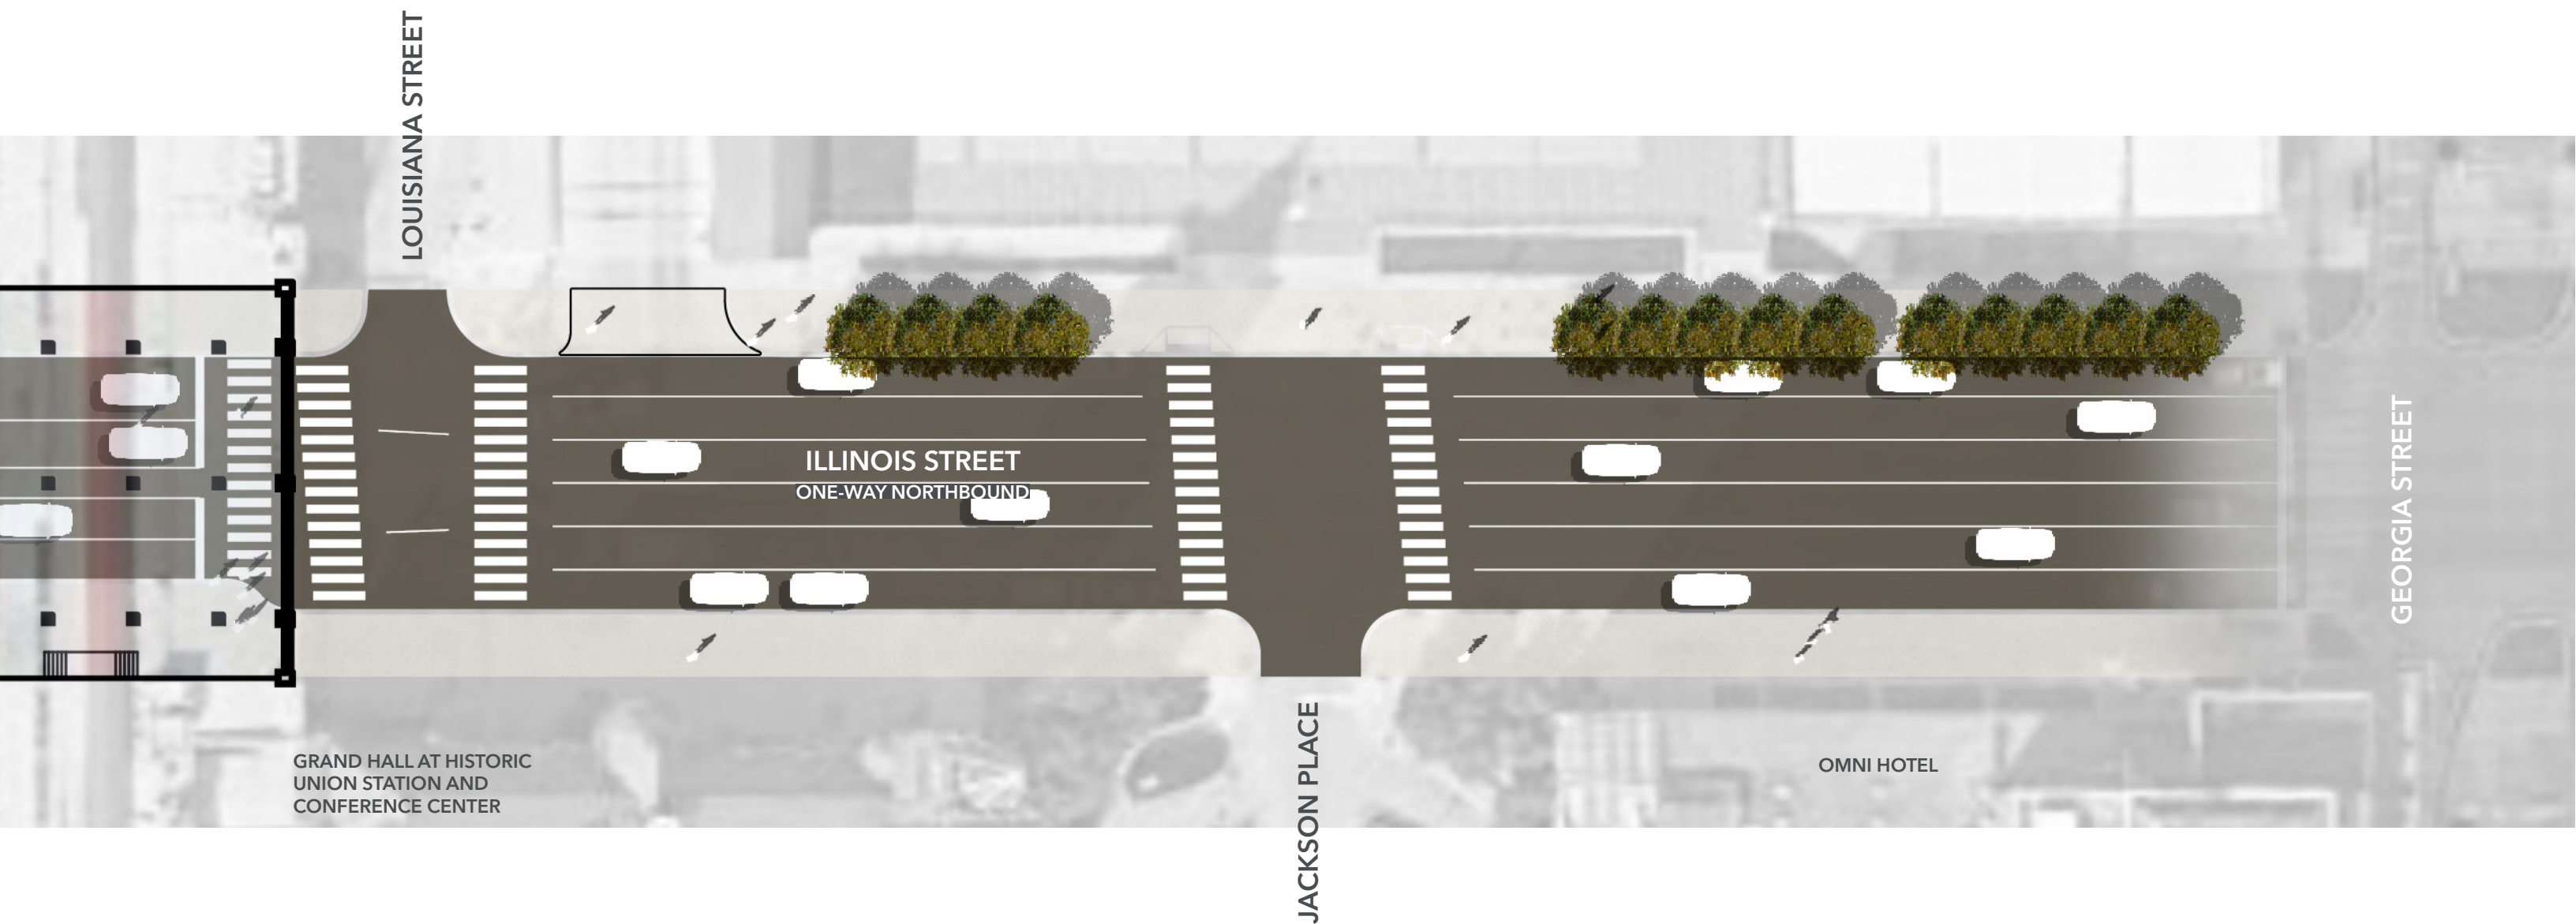 LOUISIANA STREET
ILLINOIS STREET
ONE-WAY NORTHBOUND
GEORGIA STREET
GRAND HALL AT HISTORIC
UNION STATION AND
CONFERENCE CENTER
JACKSON PLACE
OMNI HOTEL